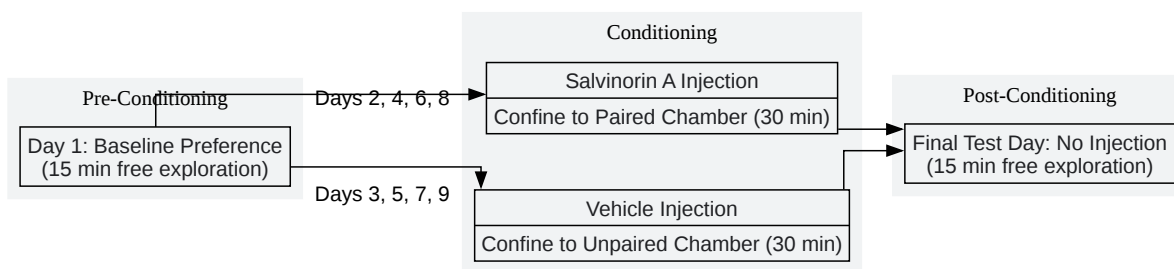 Pre-Conditioning
Day 1: Baseline Preference
(15 min free exploration)
Days 2, 4, 6, 8
Days 3, 5, 7, 9
Conditioning
Salvinorin A Injection
Confine to Paired Chamber (30 min)
Vehicle Injection
Confine to Unpaired Chamber (30 min)
Post-Conditioning
Final Test Day: No Injection
(15 min free exploration)